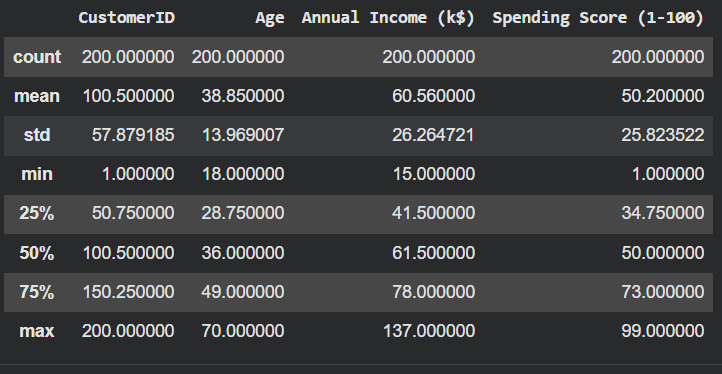 CustomerID Age Annual Income (k$) Spending Score (1-100)
count 200.000000 200.000000 200.000000 200.000000
mean 100.500000 38.850000 60.560000 50.200000
std 57.879185 13.969007 26.264721 25.823522
min 1.000000 18.000000 15.000000 1.000000
25% 50.750000 28.750000 41.500000 34.750000
50% 100.500000 36.000000 61.500000 50.000000
75% 150.250000 49.000000 78.000000 73.000000
max 200.000000 70.000000 137.000000 99.000000